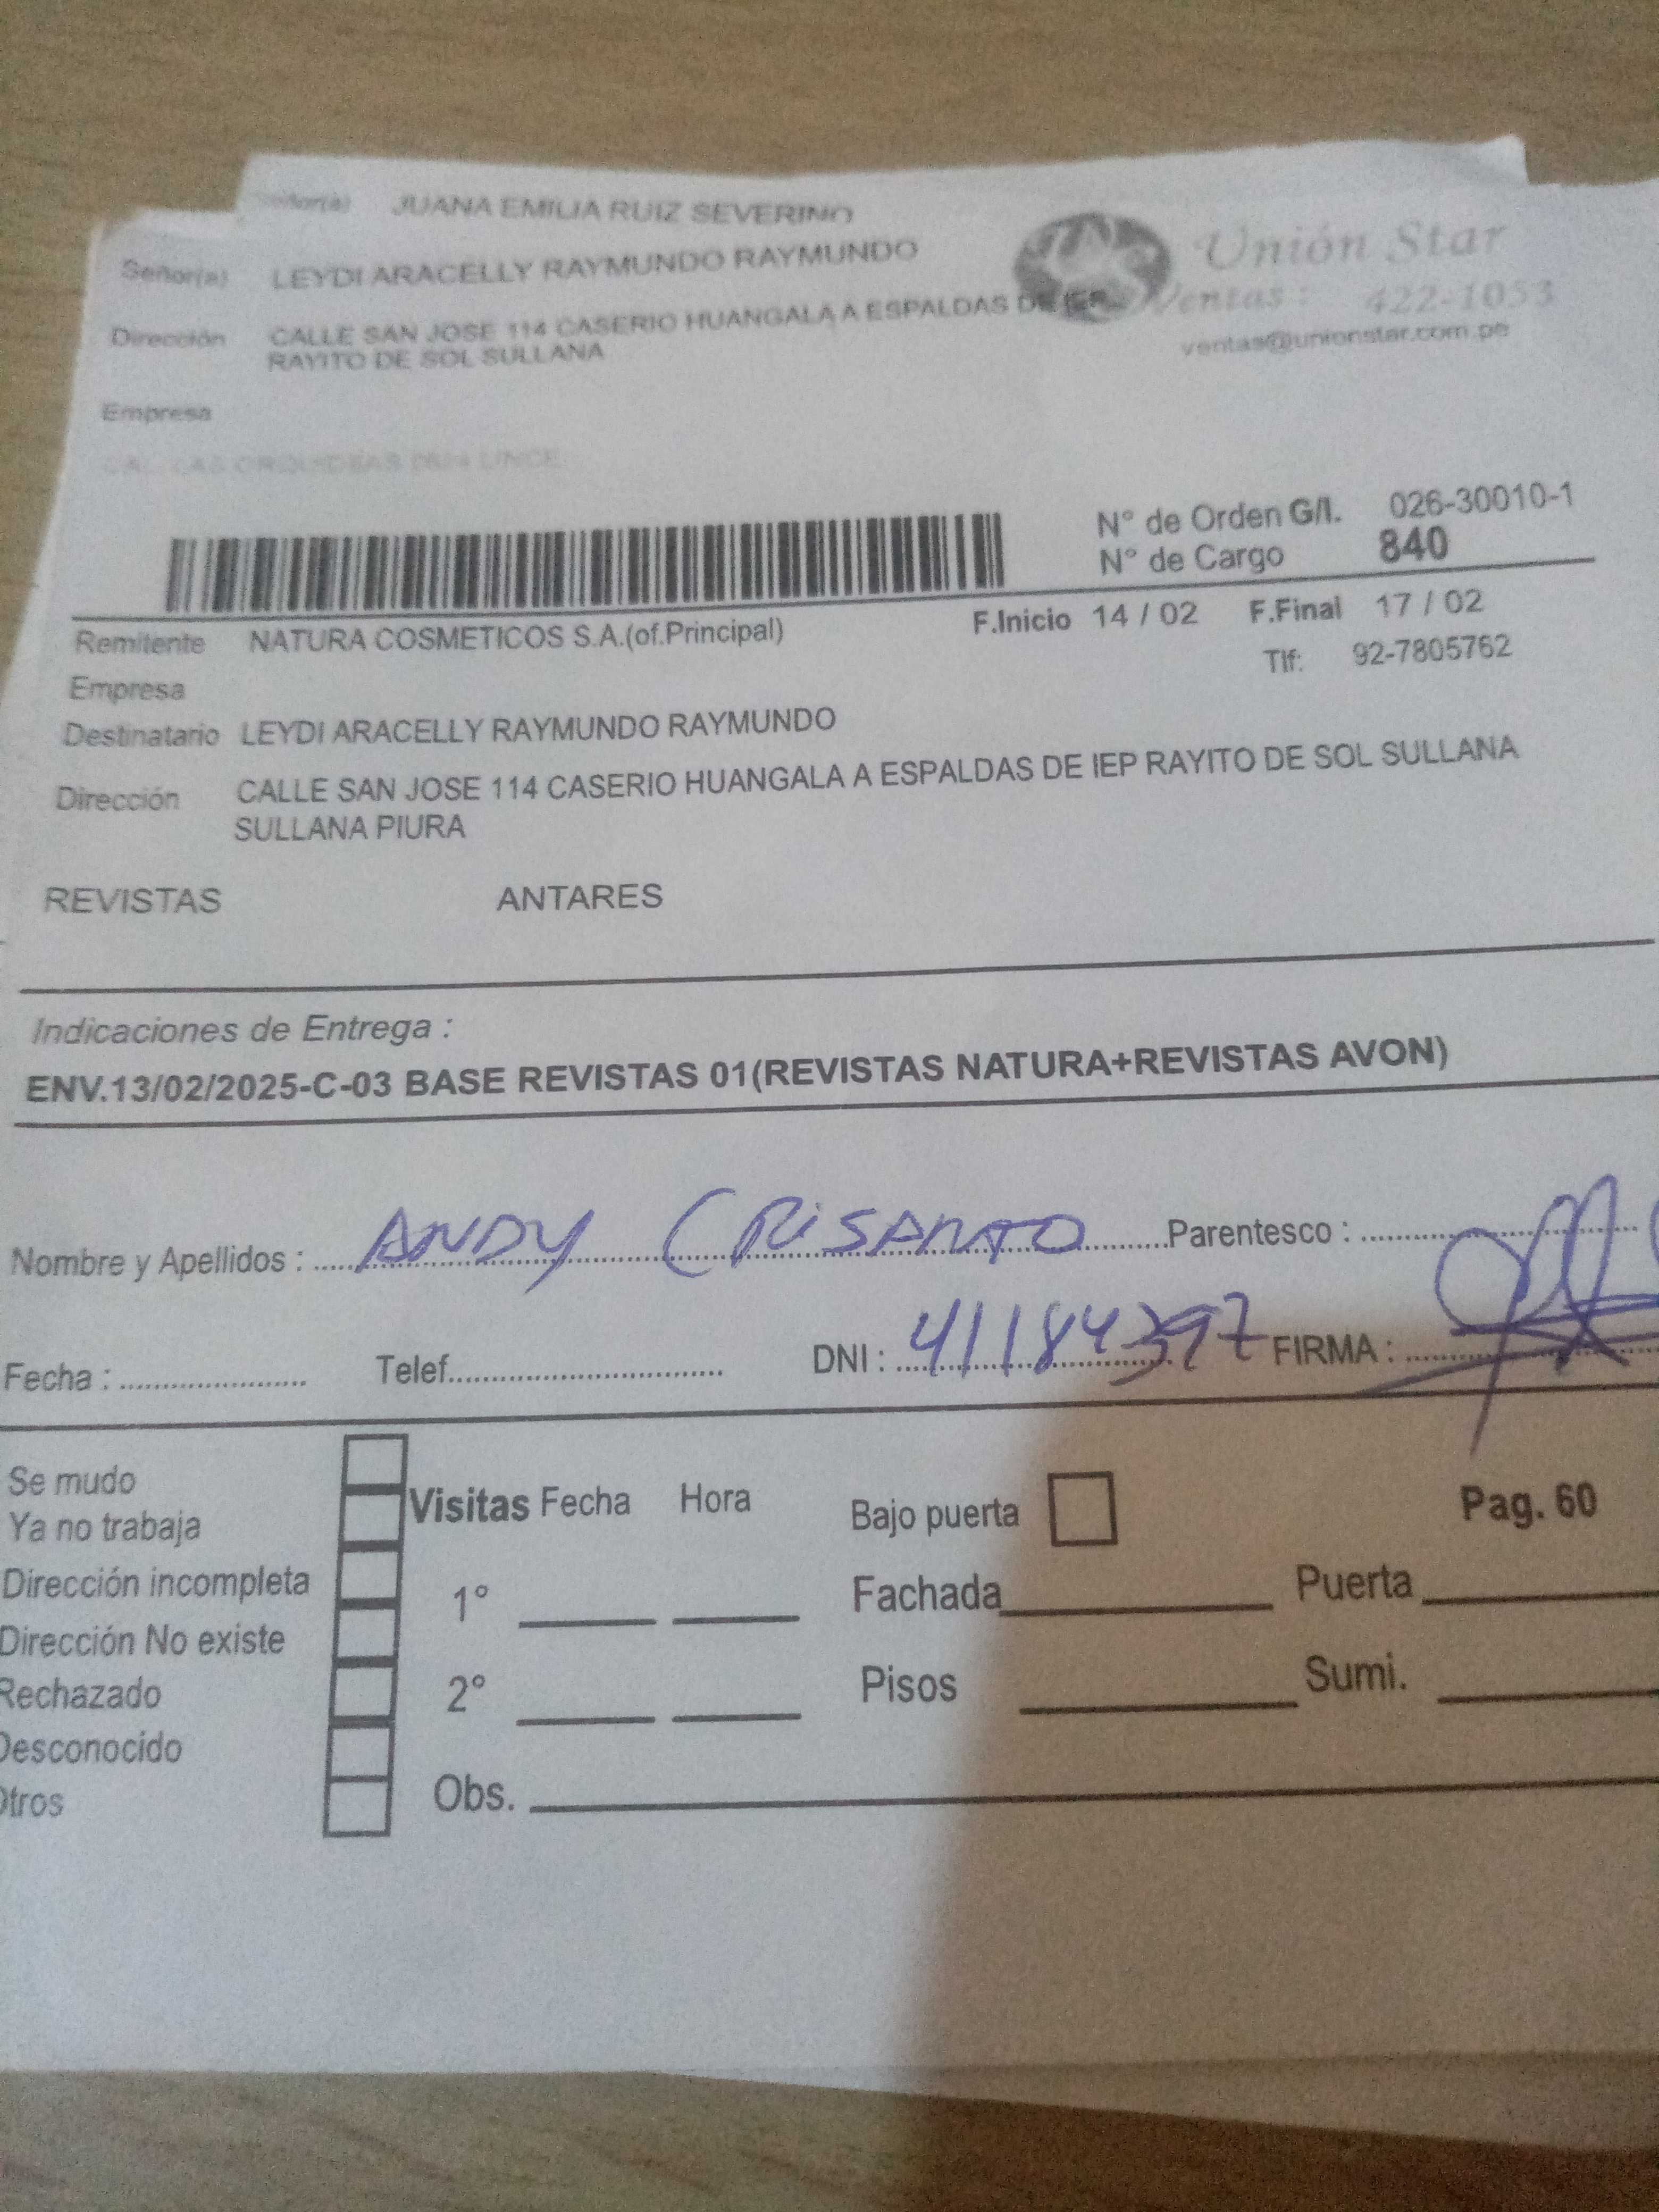 JUANA EMILIA RUIZ SEVERINO
Señor(a) LEYDI ARACELLY RAYMUNDO RAYMUNDO
Unión Star
Ventas : 422-1053
ventas@unionstar.com.pe
Dirección CALLE SAN JOSE 114 CASERIO HUANGALA A ESPALDAS DE IEP
RAYITO DE SOL SULLANA
Empresa
N° de Orden G/I. 026-30010-1
N° de Cargo 840
Remitente NATURA COSMETICOS S.A.(of.Principal) F.Inicio 14 / 02 F.Final 17 / 02
Empresa Tlf: 92-7805762
Destinatario LEYDI ARACELLY RAYMUNDO RAYMUNDO
Dirección CALLE SAN JOSE 114 CASERIO HUANGALA A ESPALDAS DE IEP RAYITO DE SOL SULLANA
SULLANA PIURA
REVISTAS ANTARES
Indicaciones de Entrega :
ENV.13/02/2025-C-03 BASE REVISTAS 01(REVISTAS NATURA+REVISTAS AVON)
Nombre y Apellidos : ANDY CRISANTO Parentesco :
Fecha : Telef. DNI : 41184397 FIRMA :
Se mudo
Ya no trabaja
Dirección incompleta
Dirección No existe
Rechazado
Desconocido
Otros
Visitas Fecha Hora
1°
2°
Obs.
Bajo puerta Pag. 60
Fachada Puerta
Pisos Sumi.